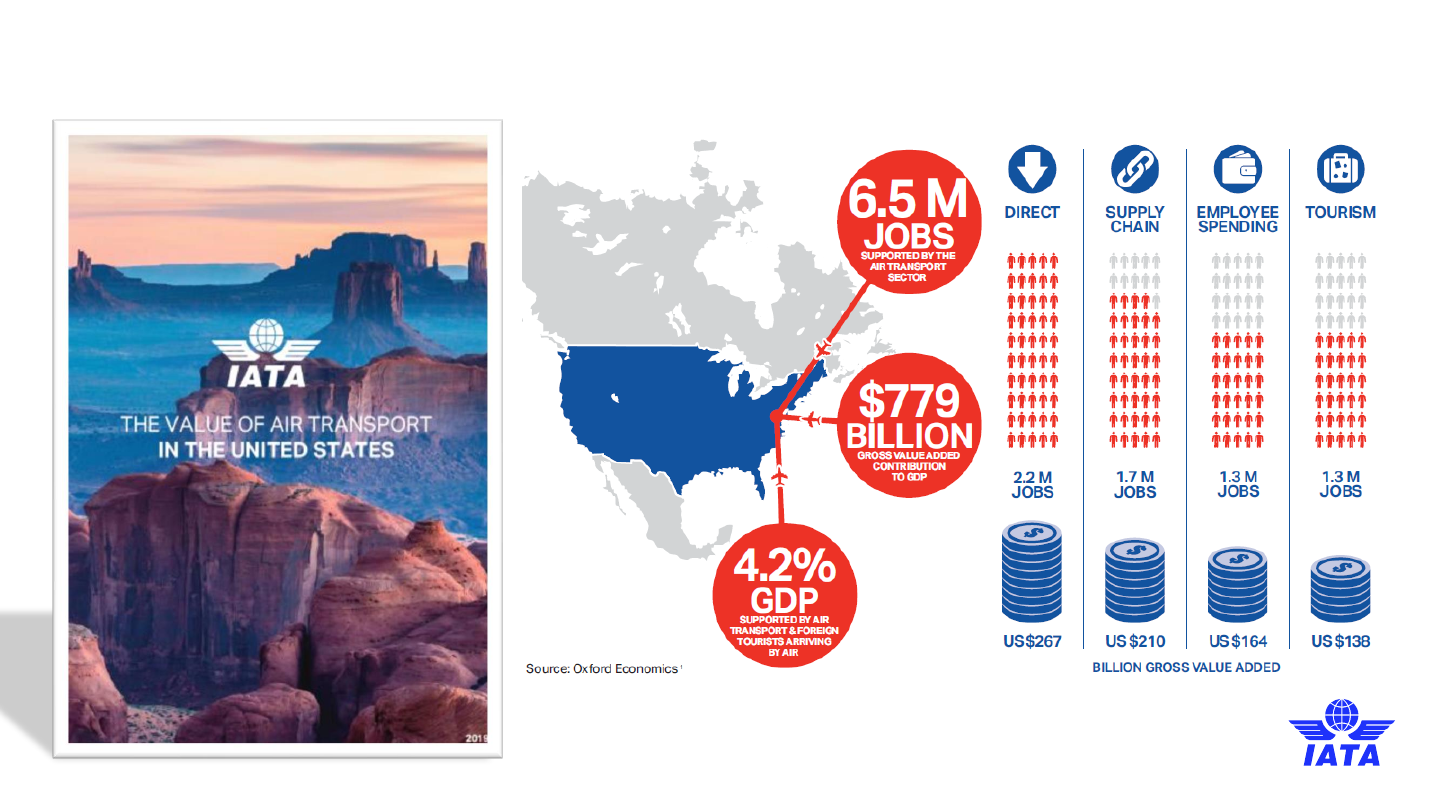 IATA
THE VALUE OF AIR TRANSPORT
IN THE UNITED STATES
2019
6.5 M
JOBS
SUPPORTED BY THE
AIR TRANSPORT
SECTOR
$779
BILLION
GROSS VALUE ADDED
CONTRIBUTION
TO GDP
4.2%
GDP
SUPPORTED BY AIR
TRANSPORT & FOREIGN
TOURISTS ARRIVING
BY AIR
Source: Oxford Economics¹
DIRECT
2.2 M
JOBS
US$267
SUPPLY
CHAIN
1.7 M
JOBS
US$210
EMPLOYEE
SPENDING
1.3 M
JOBS
US$164
TOURISM
1.3 M
JOBS
US$138
BILLION GROSS VALUE ADDED
IATA